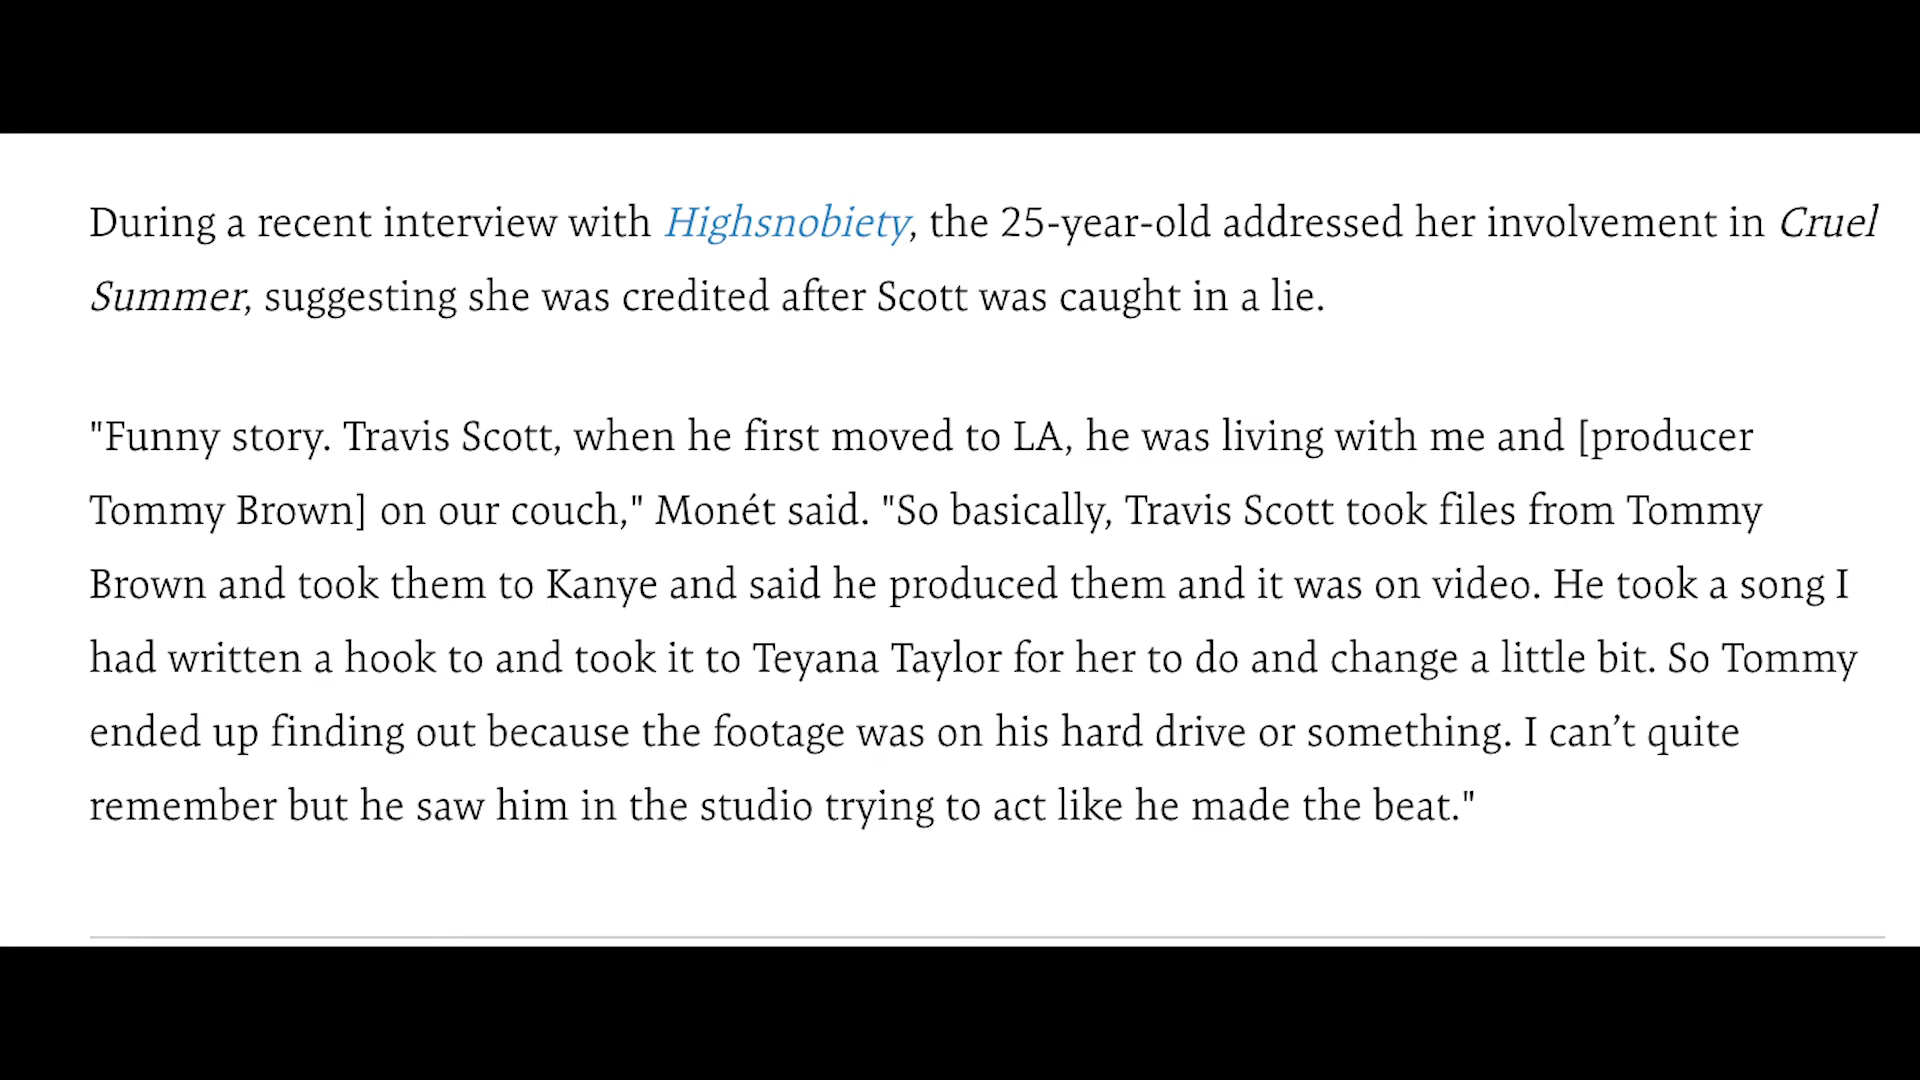 During a recent interview with Highsnobiety, the 25-year-old addressed her involvement in Cruel
Summer, suggesting she was credited after Scott was caught in a lie.
"Funny story. Travis Scott, when he first moved to LA, he was living with me and [producer
Tommy Brown] on our couch," Monét said. "So basically, Travis Scott took files from Tommy
Brown and took them to Kanye and said he produced them and it was on video. He took a song I
had written a hook to and took it to Teyana Taylor for her to do and change a little bit. So Tommy
ended up finding out because the footage was on his hard drive or something. I can’t quite
remember but he saw him in the studio trying to act like he made the beat."